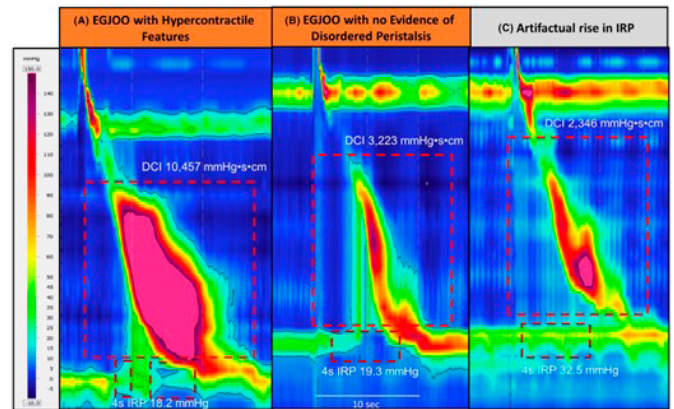 (A) EGJOO with Hypercontractile
Features
(B) EGJOO with no Evidence of
Disordered Peristalsis
(C) Artifactual rise in IRP
mmHg
140
130
120
110
100
90
80
70
60
50
40
30
20
10
5
0
-5
DCI 10,457 mmHg•s•cm
4s IRP 18.2 mmHg
DCI 3,223 mmHg•s•cm
4s IRP 19.3 mmHg
10 sec
DCI 2,346 mmHg•s•cm
4s IRP 32.5 mmHg